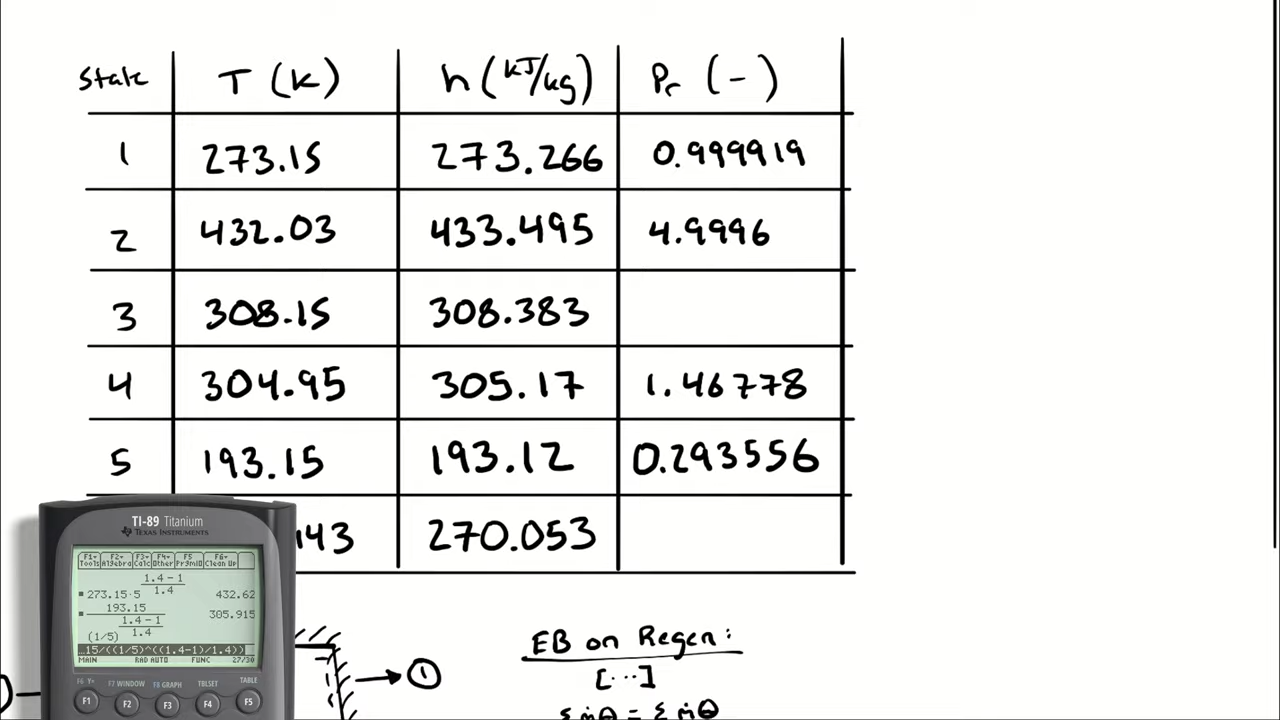 State T (K) h (kJ/kg) Pr (-)
1 273.15 273.266 0.999919
2 432.03 433.495 4.9996
3 308.15 308.383
4 304.95 305.17 1.46778
5 193.15 193.12 0.293556
143 270.053
TI-89 Titanium
TEXAS INSTRUMENTS
F1 F2 F3 F4 F5 F6
Tools Algebra Calc Other PrgmIO Clean Up
1.4 - 1
1.4
273.15·5 432.62
193.15
1.4 - 1
1.4
(1/5) 305.915
…15/((1/5)^((1.4-1)/1.4))
MAIN RAD AUTO FUNC 27/30
F6 Y= F7 WINDOW F8 GRAPH TBLSET TABLE
F1 F2 F3 F4 F5
1
EB on Regen:
[...]
Σṁθ = Σṁθ